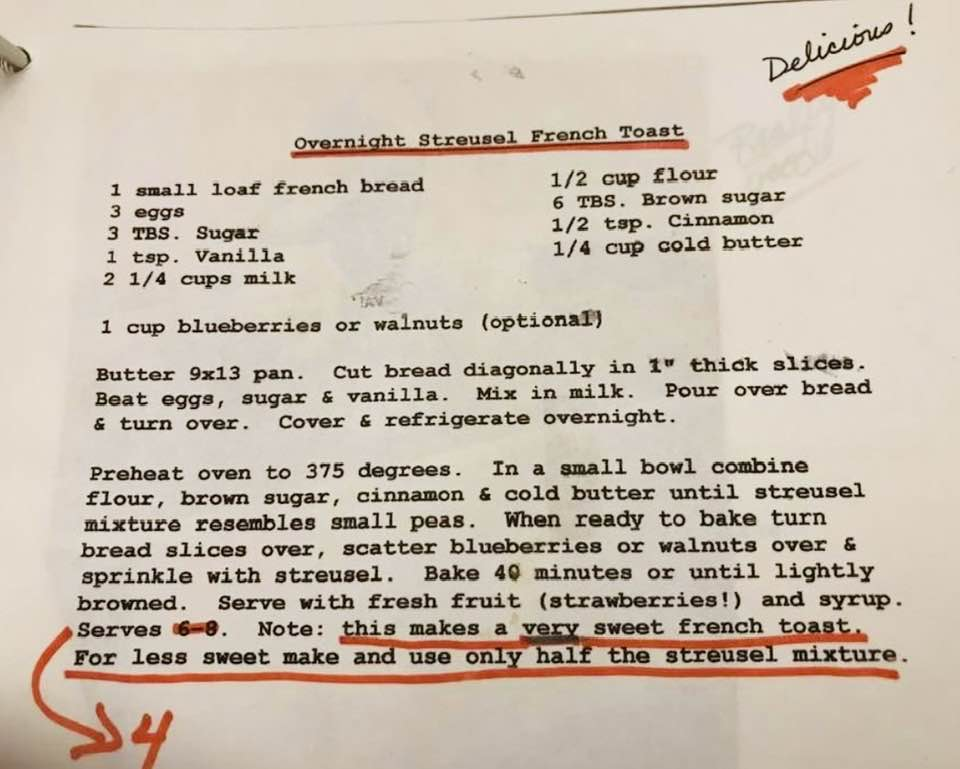 Delicious!
Overnight Streusel French Toast
1 small loaf french bread
3 eggs
3 TBS. Sugar
1 tsp. Vanilla
2 1/4 cups milk
1/2 cup flour
6 TBS. Brown sugar
1/2 tsp. Cinnamon
1/4 cup cold butter
1 cup blueberries or walnuts (optional)
Butter 9x13 pan. Cut bread diagonally in 1" thick slices.
Beat eggs, sugar & vanilla. Mix in milk. Pour over bread
& turn over. Cover & refrigerate overnight.
Preheat oven to 375 degrees. In a small bowl combine
flour, brown sugar, cinnamon & cold butter until streusel
mixture resembles small peas. When ready to bake turn
bread slices over, scatter blueberries or walnuts over &
sprinkle with streusel. Bake 40 minutes or until lightly
browned. Serve with fresh fruit (strawberries!) and syrup.
Serves 6-8. Note: this makes a very sweet french toast.
For less sweet make and use only half the streusel mixture.
4